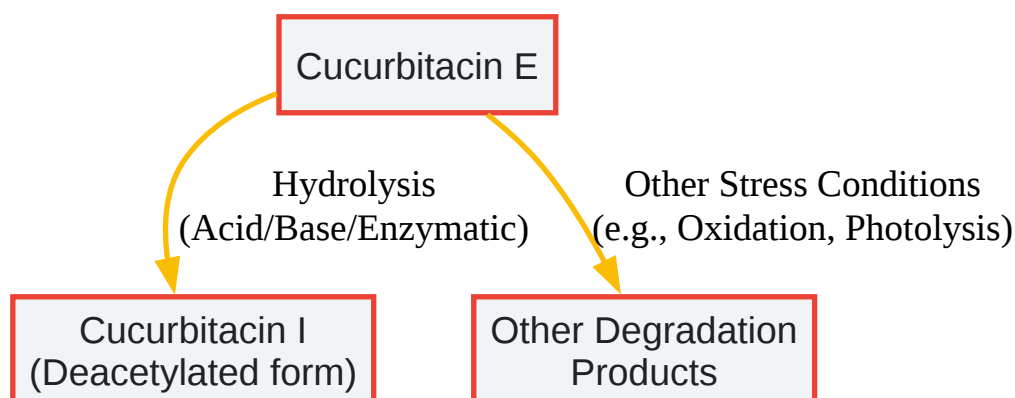 Cucurbitacin E
Hydrolysis
(Acid/Base/Enzymatic)
Other Stress Conditions
(e.g., Oxidation, Photolysis)
Cucurbitacin I
(Deacetylated form)
Other Degradation
Products